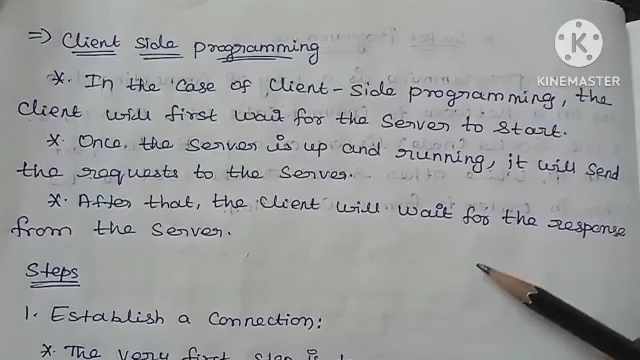 ⇒ Client side programming
*. In the case of Client-side programming, the
client will first wait for the server to start.
*. Once the server is up and running, it will send
the requests to the server.
*. After that, the client will wait for the response
from the server.
Steps
1. Establish a connection:
*. The very first step is
KINEMASTER